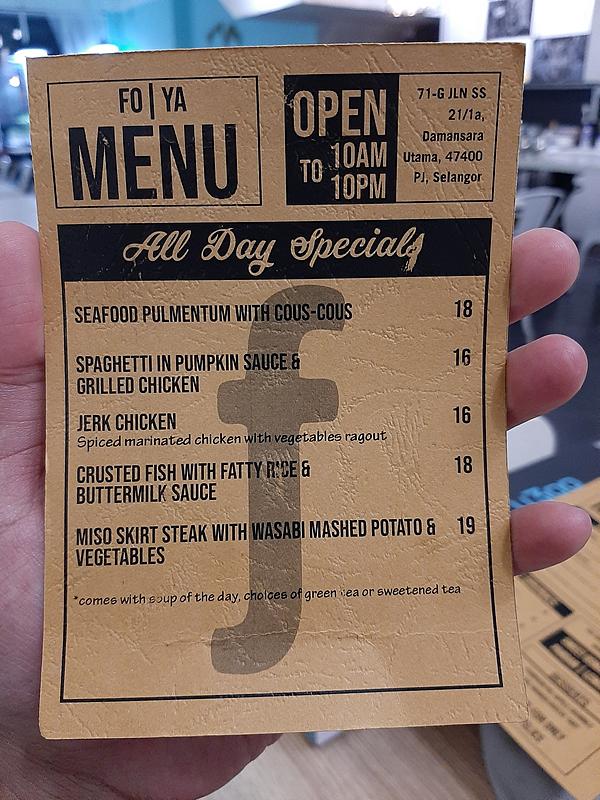 FO|YA
MENU
OPEN
TO 10AM
10PM
71-G JLN SS
21/1a,
Damansara
Utama, 47400
PJ, Selangor
All Day Specials
SEAFOOD PULMENTUM WITH COUS-COUS 18
SPAGHETTI IN PUMPKIN SAUCE & 16
GRILLED CHICKEN
JERK CHICKEN 16
Spiced marinated chicken with vegetables ragout
CRUSTED FISH WITH FATTY RICE & 18
BUTTERMILK SAUCE
MISO SKIRT STEAK WITH WASABI MASHED POTATO & 19
VEGETABLES
*comes with soup of the day, choices of green tea or sweetened tea
f